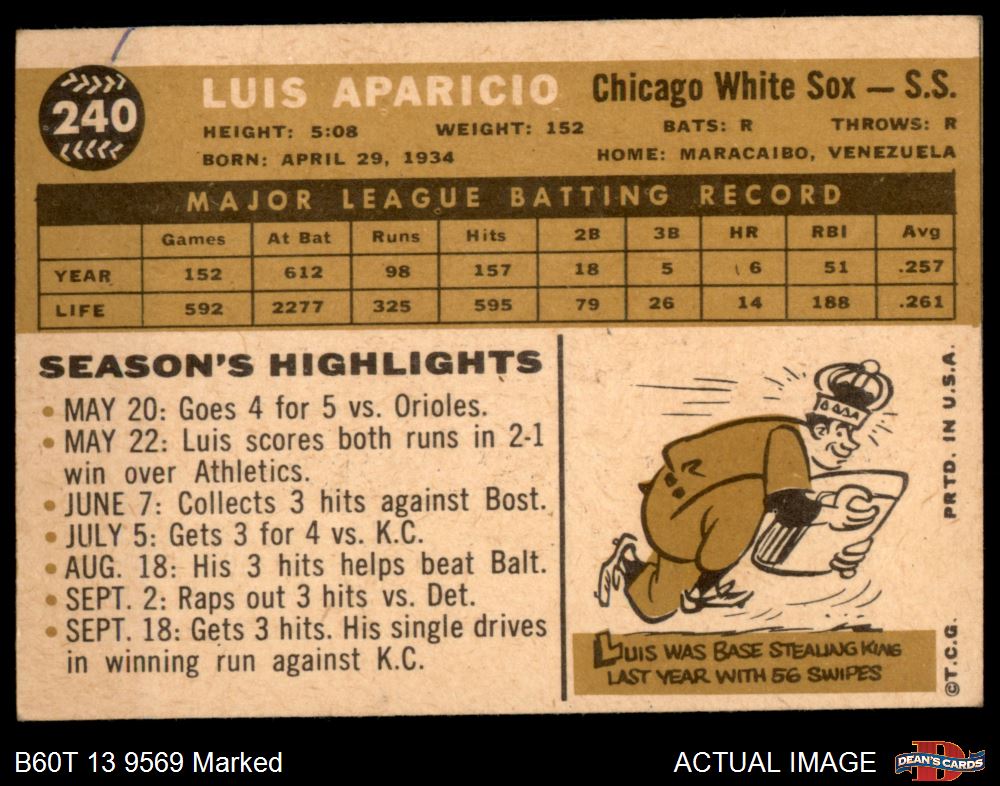 240
LUIS APARICIO Chicago White Sox — S.S.
HEIGHT: 5:08 WEIGHT: 152 BATS: R THROWS: R
BORN: APRIL 29, 1934 HOME: MARACAIBO, VENEZUELA
MAJOR LEAGUE BATTING RECORD
Games At Bat Runs Hits 2B 3B HR RBI Avg
YEAR 152 612 98 157 18 5 6 51 .257
LIFE 592 2277 325 595 79 26 14 188 .261
SEASON'S HIGHLIGHTS
• MAY 20: Goes 4 for 5 vs. Orioles.
• MAY 22: Luis scores both runs in 2-1
win over Athletics.
• JUNE 7: Collects 3 hits against Bost.
• JULY 5: Gets 3 for 4 vs. K.C.
• AUG. 18: His 3 hits helps beat Balt.
• SEPT. 2: Raps out 3 hits vs. Det.
• SEPT. 18: Gets 3 hits. His single drives
in winning run against K.C.
LUIS WAS BASE STEALING KING
LAST YEAR WITH 56 SWIPES
©T.C.G. PRTD. IN U.S.A.
B60T 13 9569 Marked ACTUAL IMAGE
DEAN'S CARDS